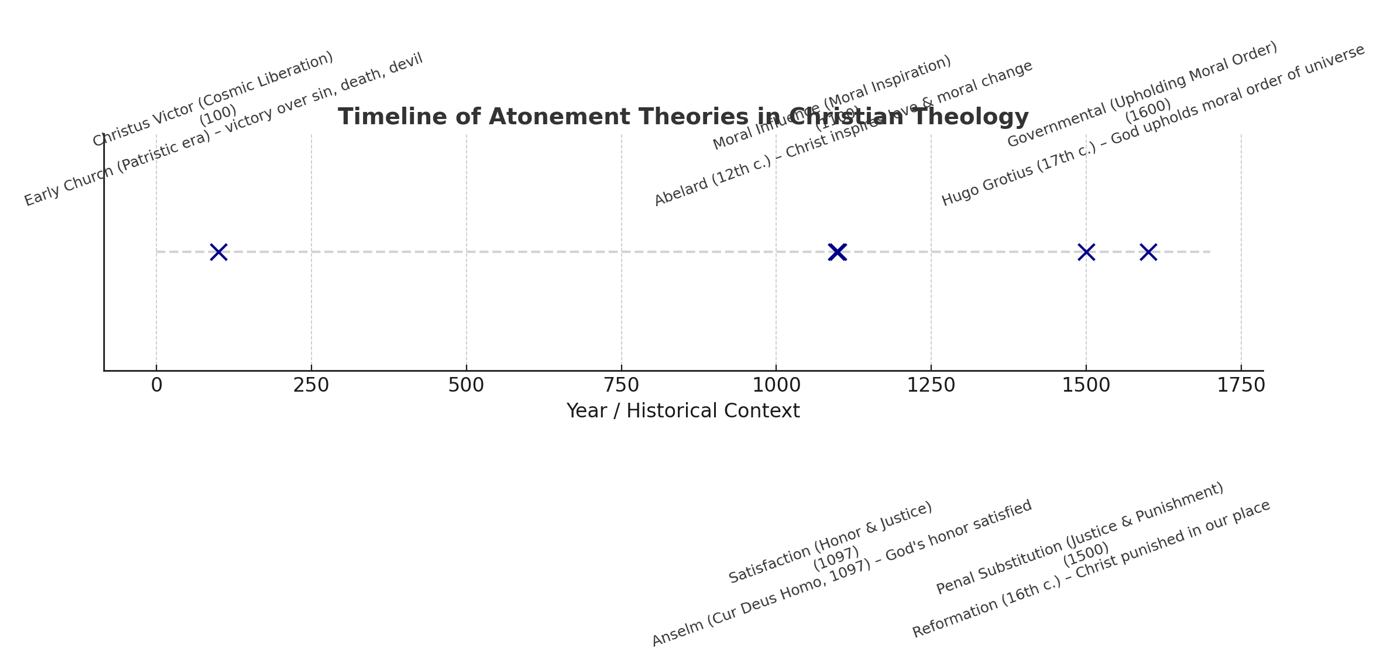 Christus Victor (Cosmic Liberation)
(100)
Early Church (Patristic era) – victory over sin, death, devil
Timeline of Atonement Theories in Christian Theology
Moral Influence (Moral Inspiration)
(1100)
Abelard (12th c.) – Christ inspires love & moral change
Governmental (Upholding Moral Order)
(1600)
Hugo Grotius (17th c.) – God upholds moral order of universe
0 250 500 750 1000 1250 1500 1750
Year / Historical Context
Satisfaction (Honor & Justice)
(1097)
Anselm (Cur Deus Homo, 1097) – God's honor satisfied
Penal Substitution (Justice & Punishment)
(1500)
Reformation (16th c.) – Christ punished in our place